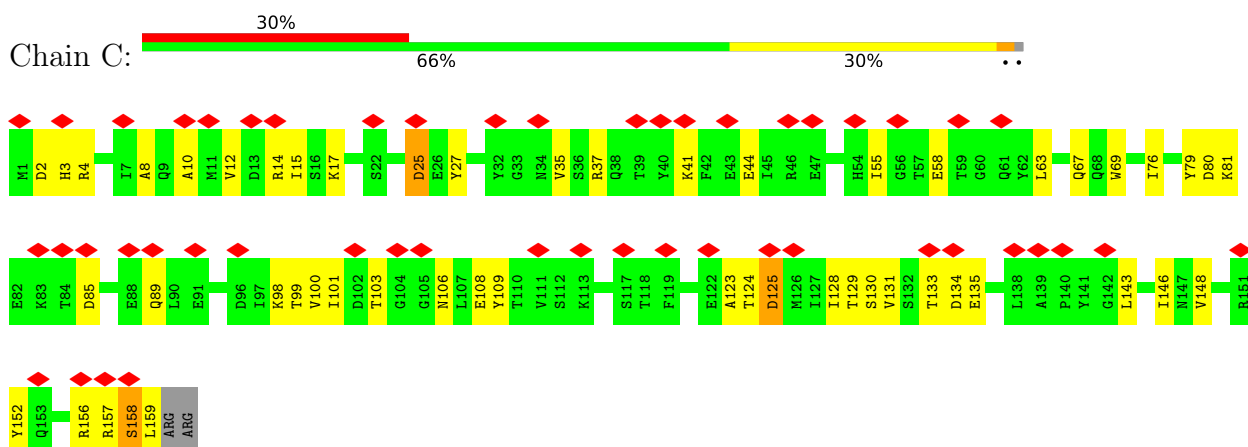 30%
Chain C:
66% 30% • •
M1 D2 H3 R4 I7 A8 Q9 A10 M11 V12 D13 R14 I15 S16 K17 S22 D25 E26 Y27 Y32 G33 N34 V35 S36 R37 Q38 T39 Y40 K41 F42 E43 E44 I45 R46 E47 H54 I55 G56 T57 E58 T59 G60 Q61 Y62 L63 Q67 Q68 W69 I76 Y79 D80 K81
E82 K83 T84 D85 E88 Q89 L90 E91 D96 I97 K98 T99 V100 I101 D102 T103 G104 G105 N106 L107 E108 Y109 T110 V111 S112 K113 S117 T118 F119 E122 A123 T124 D125 M126 I127 I128 T129 S130 V131 S132 T133 D134 E135 L138 A139 P140 Y141 G142 L143 I146 N147 V148 R151
Y152 Q153 R156 R157 S158 L159 ARG ARG